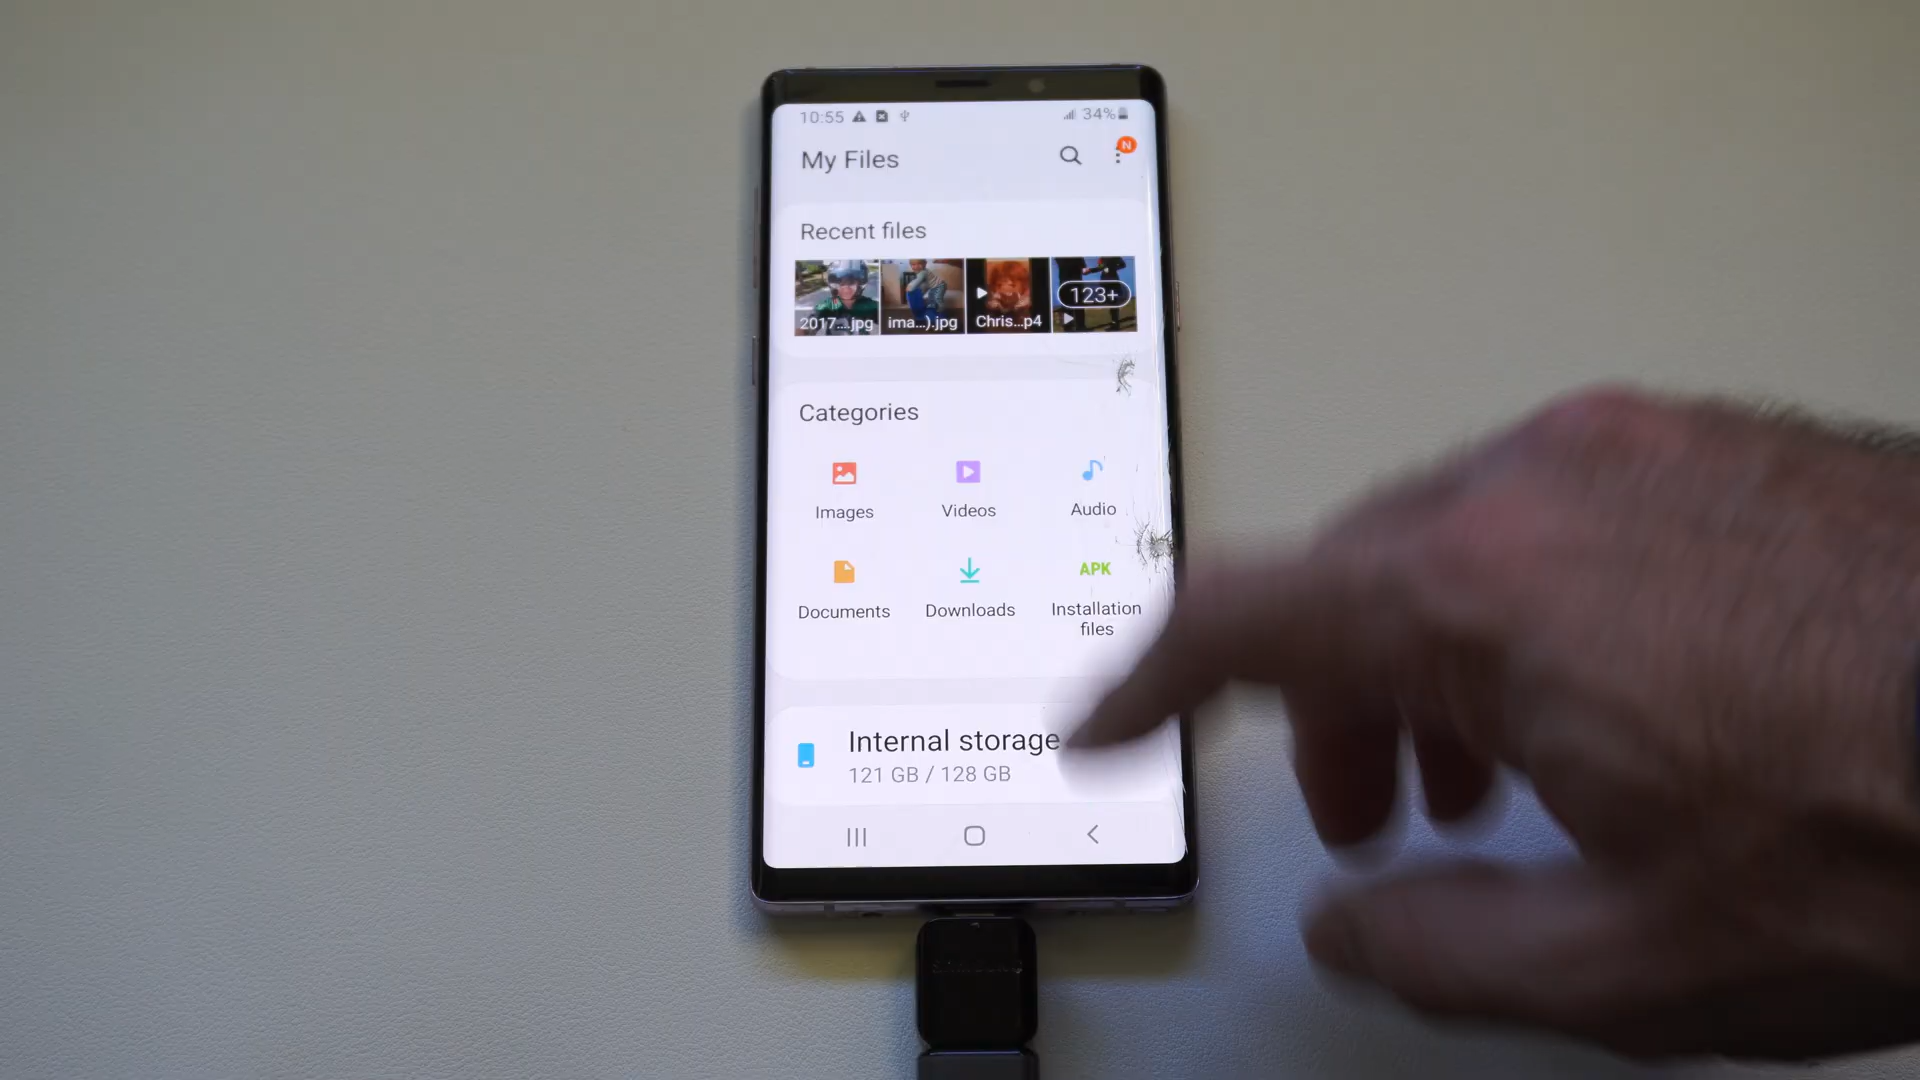 10:55
34%
My Files
N
Recent files
2017....jpg
ima...).jpg
Chris...p4
123+
Categories
Images
Videos
Audio
Documents
Downloads
APK
Installation
files
Internal storage
121 GB / 128 GB